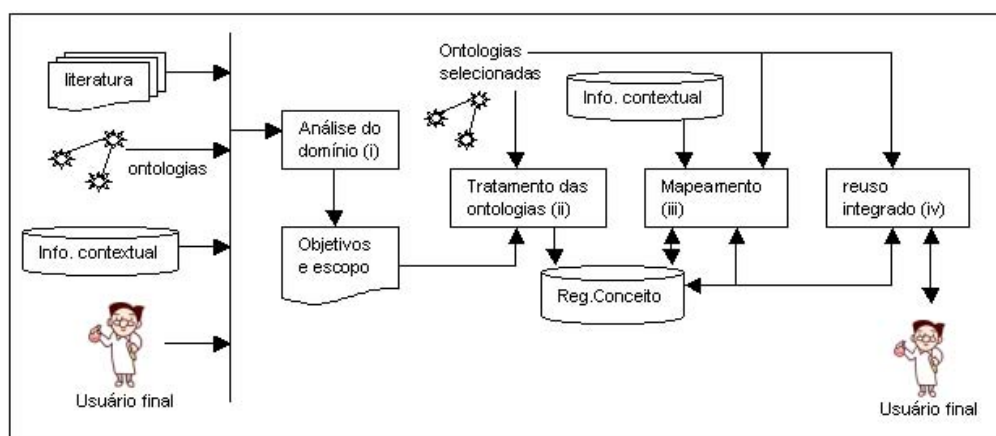 literatura
ontologias
Info. contextual
Usuário final
Análise do
domínio (i)
Objetivos
e escopo
Ontologias
selecionadas
Info. contextual
Tratamento das
ontologias (ii)
Mapeamento
(iii)
reuso
integrado (iv)
Reg.Conceito
Usuário final